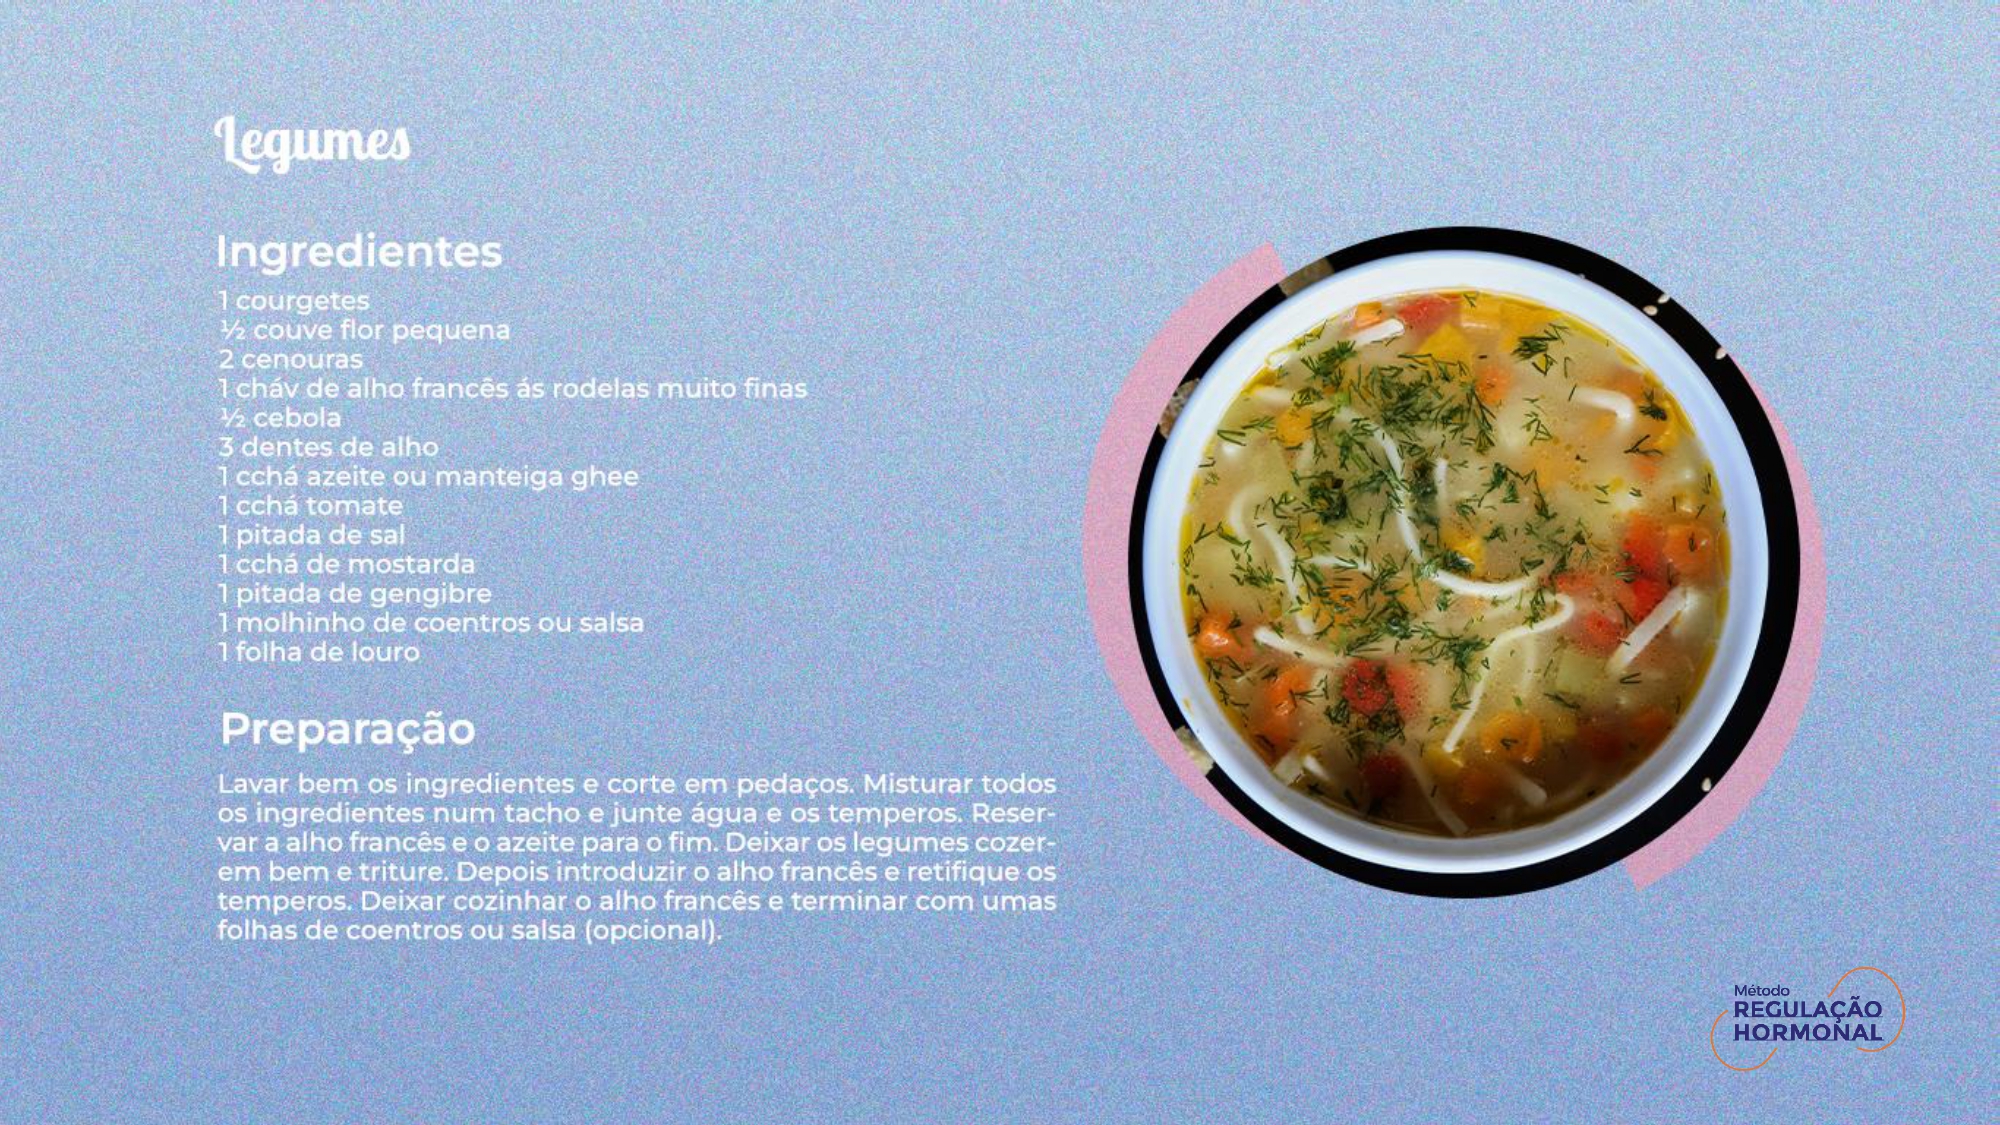 Legumes
Ingredientes
1 courgetes
½ couve flor pequena
2 cenouras
1 cháv de alho francês ás rodelas muito finas
½ cebola
3 dentes de alho
1 cchá azeite ou manteiga ghee
1 cchá tomate
1 pitada de sal
1 cchá de mostarda
1 pitada de gengibre
1 molhinho de coentros ou salsa
1 folha de louro
Preparação
Lavar bem os ingredientes e corte em pedaços. Misturar todos
os ingredientes num tacho e junte água e os temperos. Reser-
var a alho francês e o azeite para o fim. Deixar os legumes cozer-
em bem e triture. Depois introduzir o alho francês e retifique os
temperos. Deixar cozinhar o alho francês e terminar com umas
folhas de coentros ou salsa (opcional).
Método
REGULAÇÃO
HORMONAL